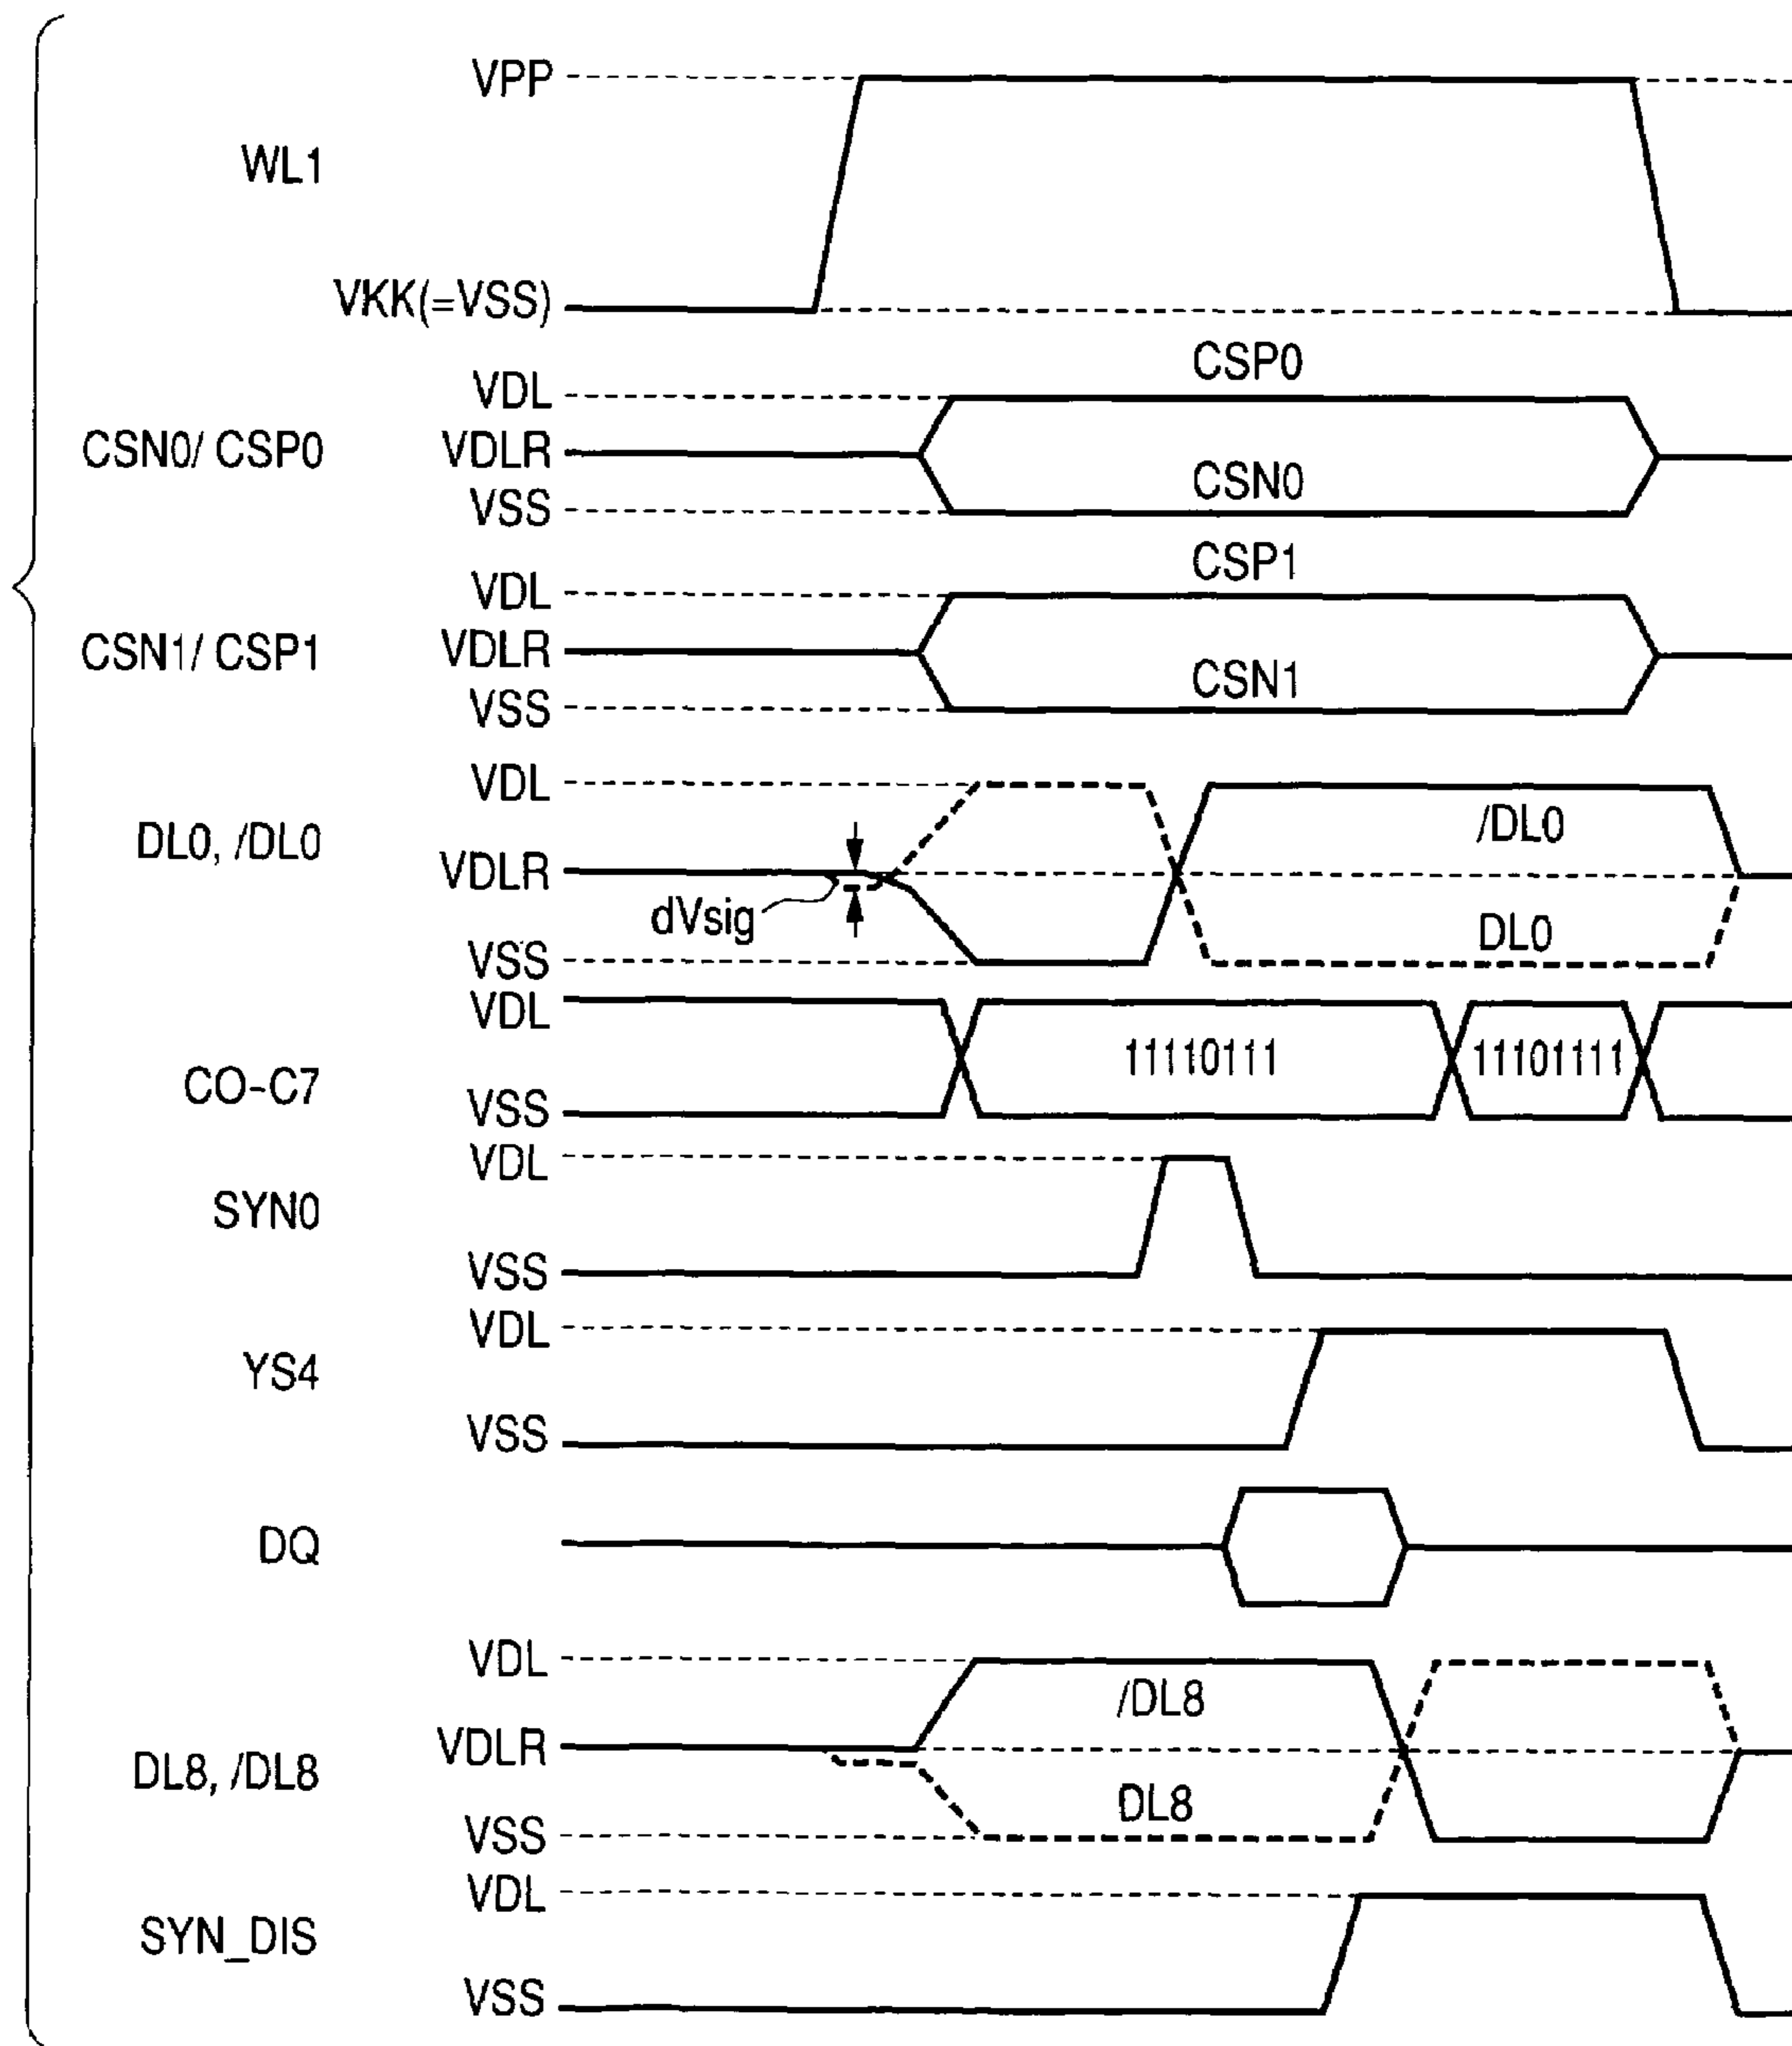 VPP
WL1
VKK(=VSS)
CSP0
VDL
CSN0/ CSP0
VDLR
CSN0
VSS
CSP1
VDL
CSN1/ CSP1
VDLR
CSN1
VSS
VDL
DL0, /DL0
/DL0
VDLR
dVsig
DL0
VSS
VDL
11110111
11101111
CO-C7
VSS
VDL
SYN0
VSS
VDL
YS4
VSS
DQ
VDL
/DL8
VDLR
DL8, /DL8
DL8
VSS
VDL
SYN_DIS
VSS